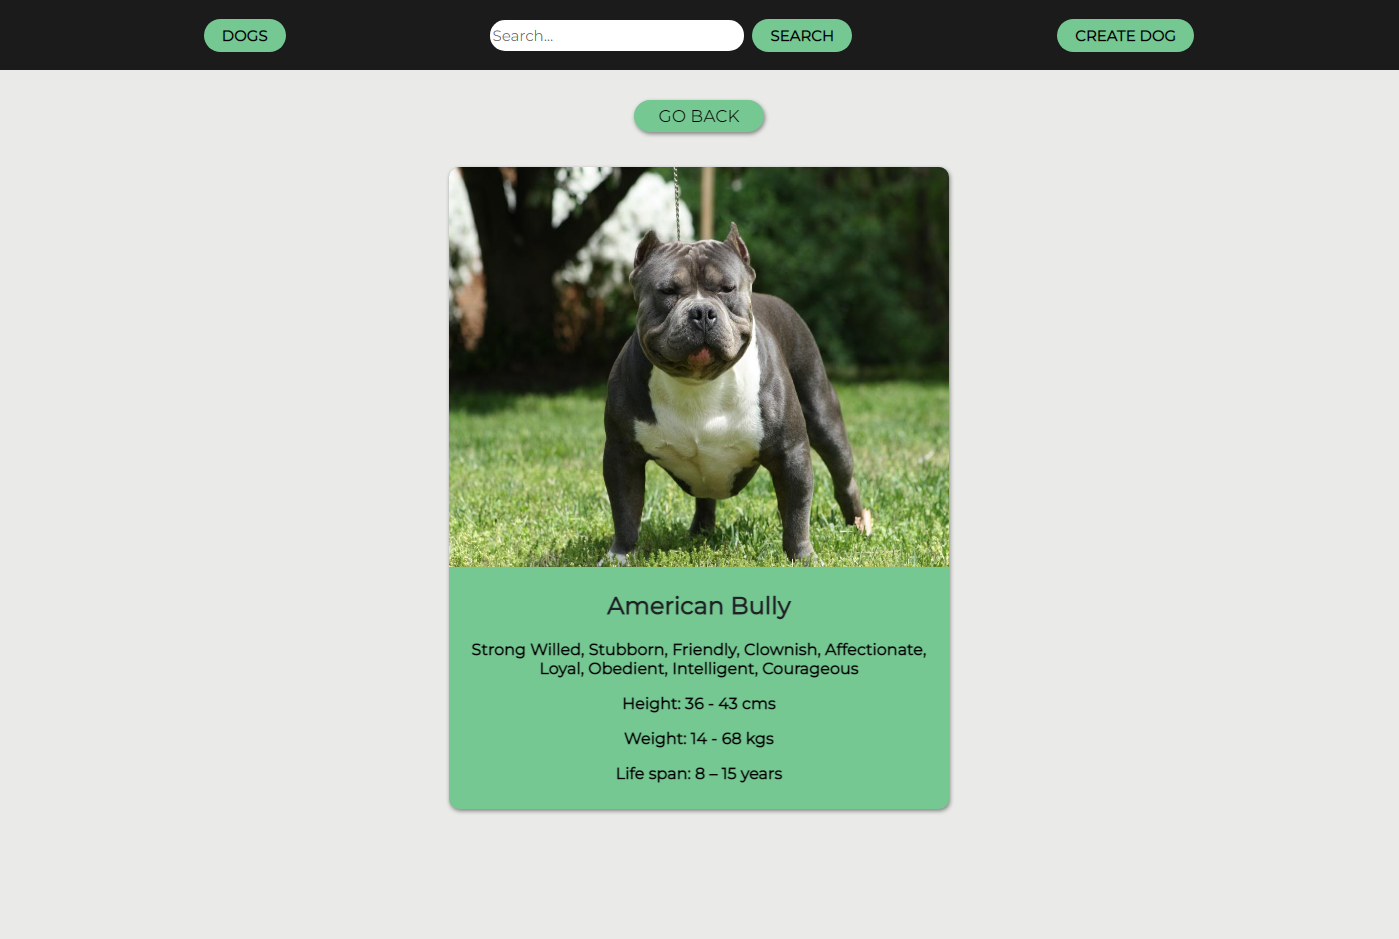 DOGS
Search...
SEARCH
CREATE DOG
GO BACK
American Bully
Strong Willed, Stubborn, Friendly, Clownish, Affectionate,
Loyal, Obedient, Intelligent, Courageous
Height: 36 - 43 cms
Weight: 14 - 68 kgs
Life span: 8 – 15 years